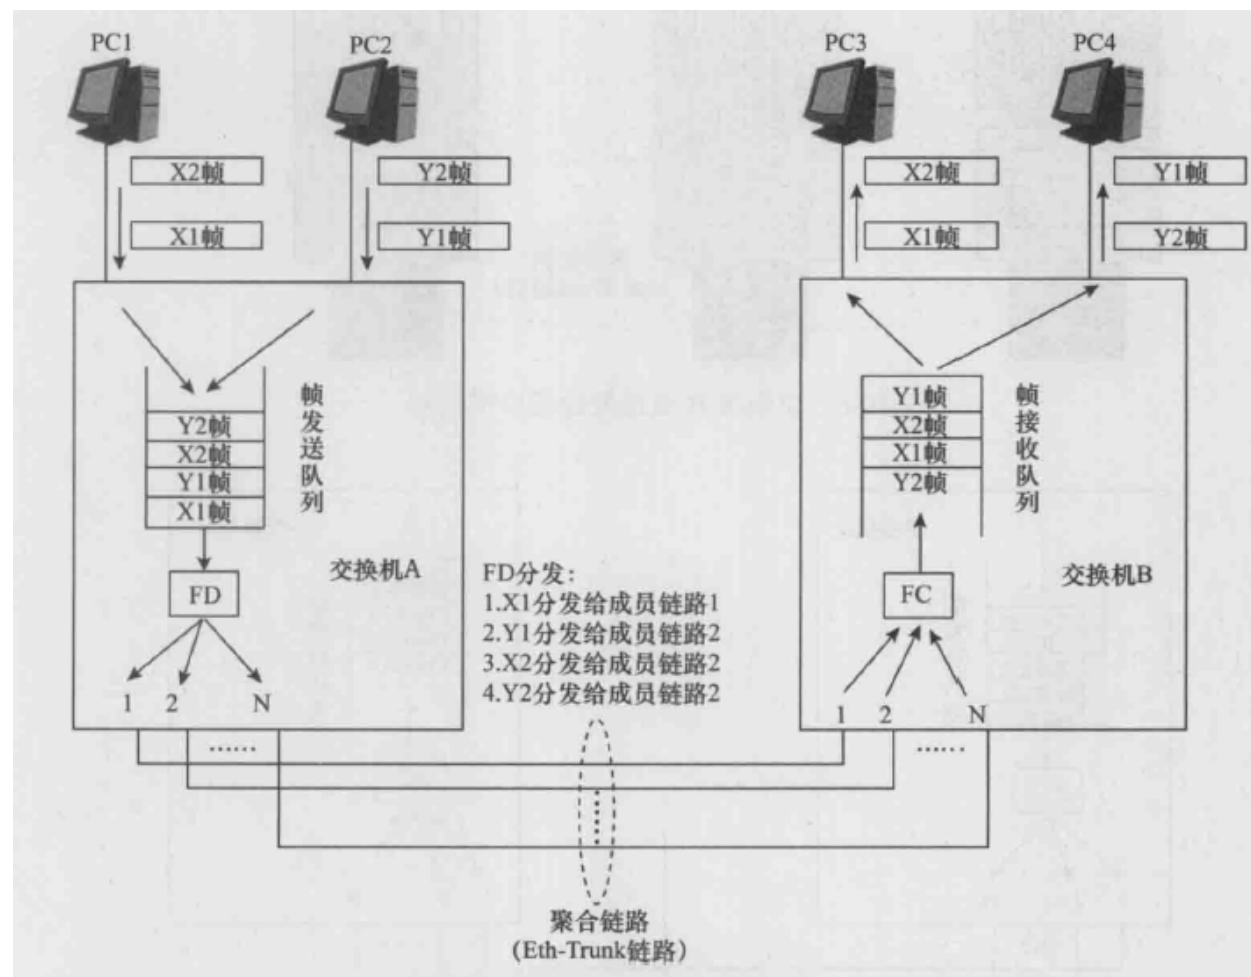 PC1
PC2
PC3
PC4
X2帧
Y2帧
X2帧
Y1帧
X1帧
Y1帧
X1帧
Y2帧
帧发送队列
Y2帧
X2帧
Y1帧
X1帧
FD
交换机A
1
2
N
......
FD分发：
1.X1分发给成员链路1
2.Y1分发给成员链路2
3.X2分发给成员链路2
4.Y2分发给成员链路2
帧接收队列
Y1帧
X2帧
X1帧
Y2帧
FC
交换机B
1
2
N
......
聚合链路
(Eth-Trunk链路)